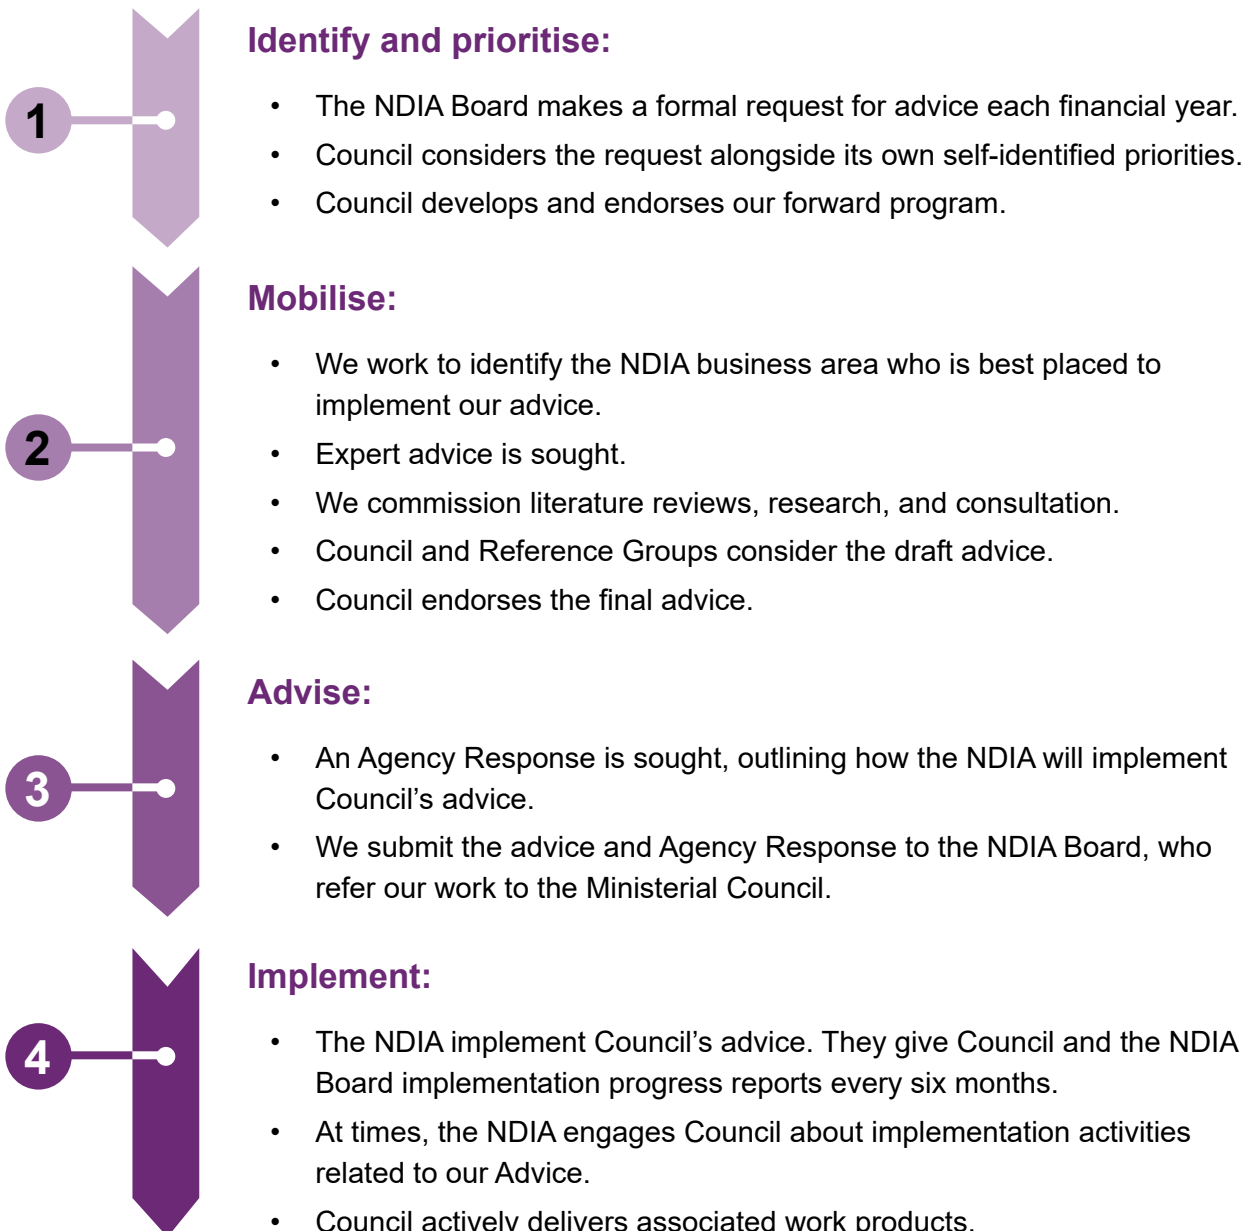 1
Identify and prioritise:
• The NDIA Board makes a formal request for advice each financial year.
• Council considers the request alongside its own self-identified priorities.
• Council develops and endorses our forward program.
2
Mobilise:
• We work to identify the NDIA business area who is best placed to
implement our advice.
• Expert advice is sought.
• We commission literature reviews, research, and consultation.
• Council and Reference Groups consider the draft advice.
• Council endorses the final advice.
3
Advise:
• An Agency Response is sought, outlining how the NDIA will implement
Council’s advice.
• We submit the advice and Agency Response to the NDIA Board, who
refer our work to the Ministerial Council.
4
Implement:
• The NDIA implement Council’s advice. They give Council and the NDIA
Board implementation progress reports every six months.
• At times, the NDIA engages Council about implementation activities
related to our Advice.
• Council actively delivers associated work products.